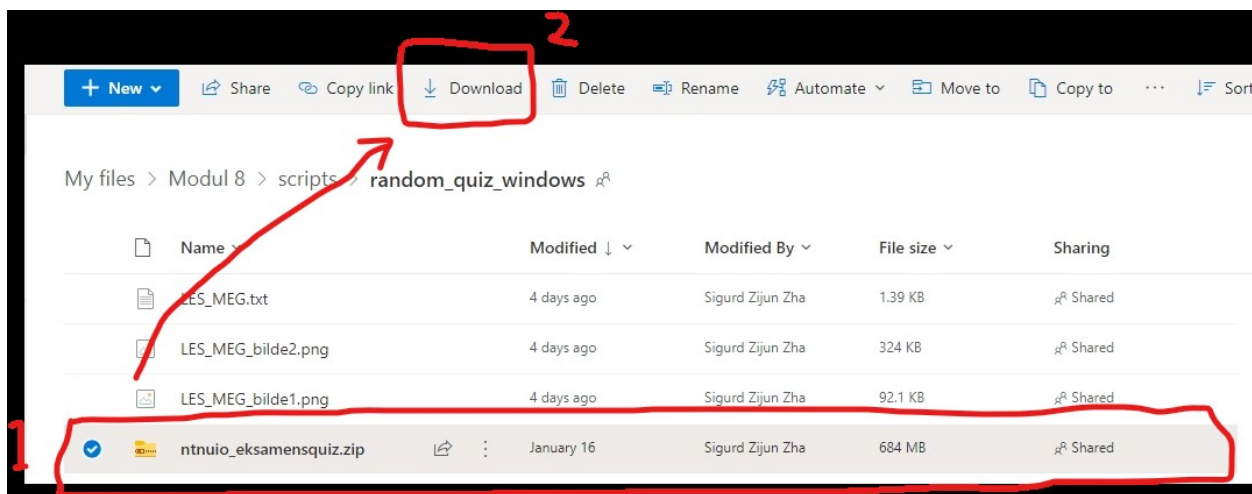 2
New Share Copy link Download Delete Rename Automate Move to Copy to ... Sort
My files > Modul 8 > scripts > random_quiz_windows
Name Modified ↓ Modified By File size Sharing
LES_MEG.txt 4 days ago Sigurd Zijun Zha 1.39 KB Shared
LES_MEG_bilde2.png 4 days ago Sigurd Zijun Zha 324 KB Shared
LES_MEG_bilde1.png 4 days ago Sigurd Zijun Zha 92.1 KB Shared
1 ntnuio_eksamensquiz.zip January 16 Sigurd Zijun Zha 684 MB Shared